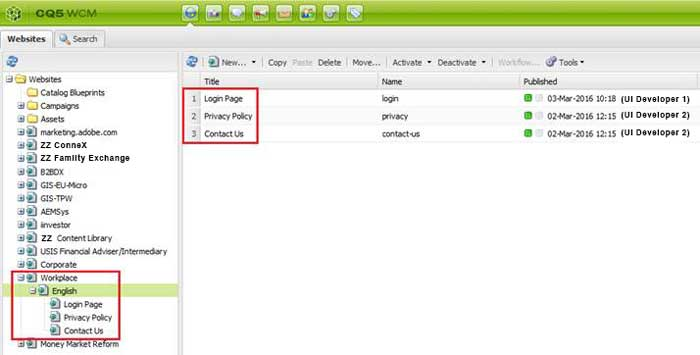 CQ5 WCM
Websites Search
New... Copy Paste Delete Move... Activate Deactivate Workflow... Tools
Title Name Published
1 Login Page login 03-Mar-2016 10:18 (UI Developer 1)
2 Privacy Policy privacy 02-Mar-2016 12:15 (UI Developer 2)
3 Contact Us contact-us 02-Mar-2016 12:15 (UI Developer 2)
Websites
Catalog Blueprints
Campaigns
Assets
marketing.adobe.com
ZZ ConneX
ZZ Famlity Exchange
B2BDX
GIS-EU-Micro
GIS-TPW
AEMSys
iinvestor
ZZ Content Library
USIS Financial Adviser/Intermediary
Corporate
Workplace
English
Login Page
Privacy Policy
Contact Us
Money Market Reform